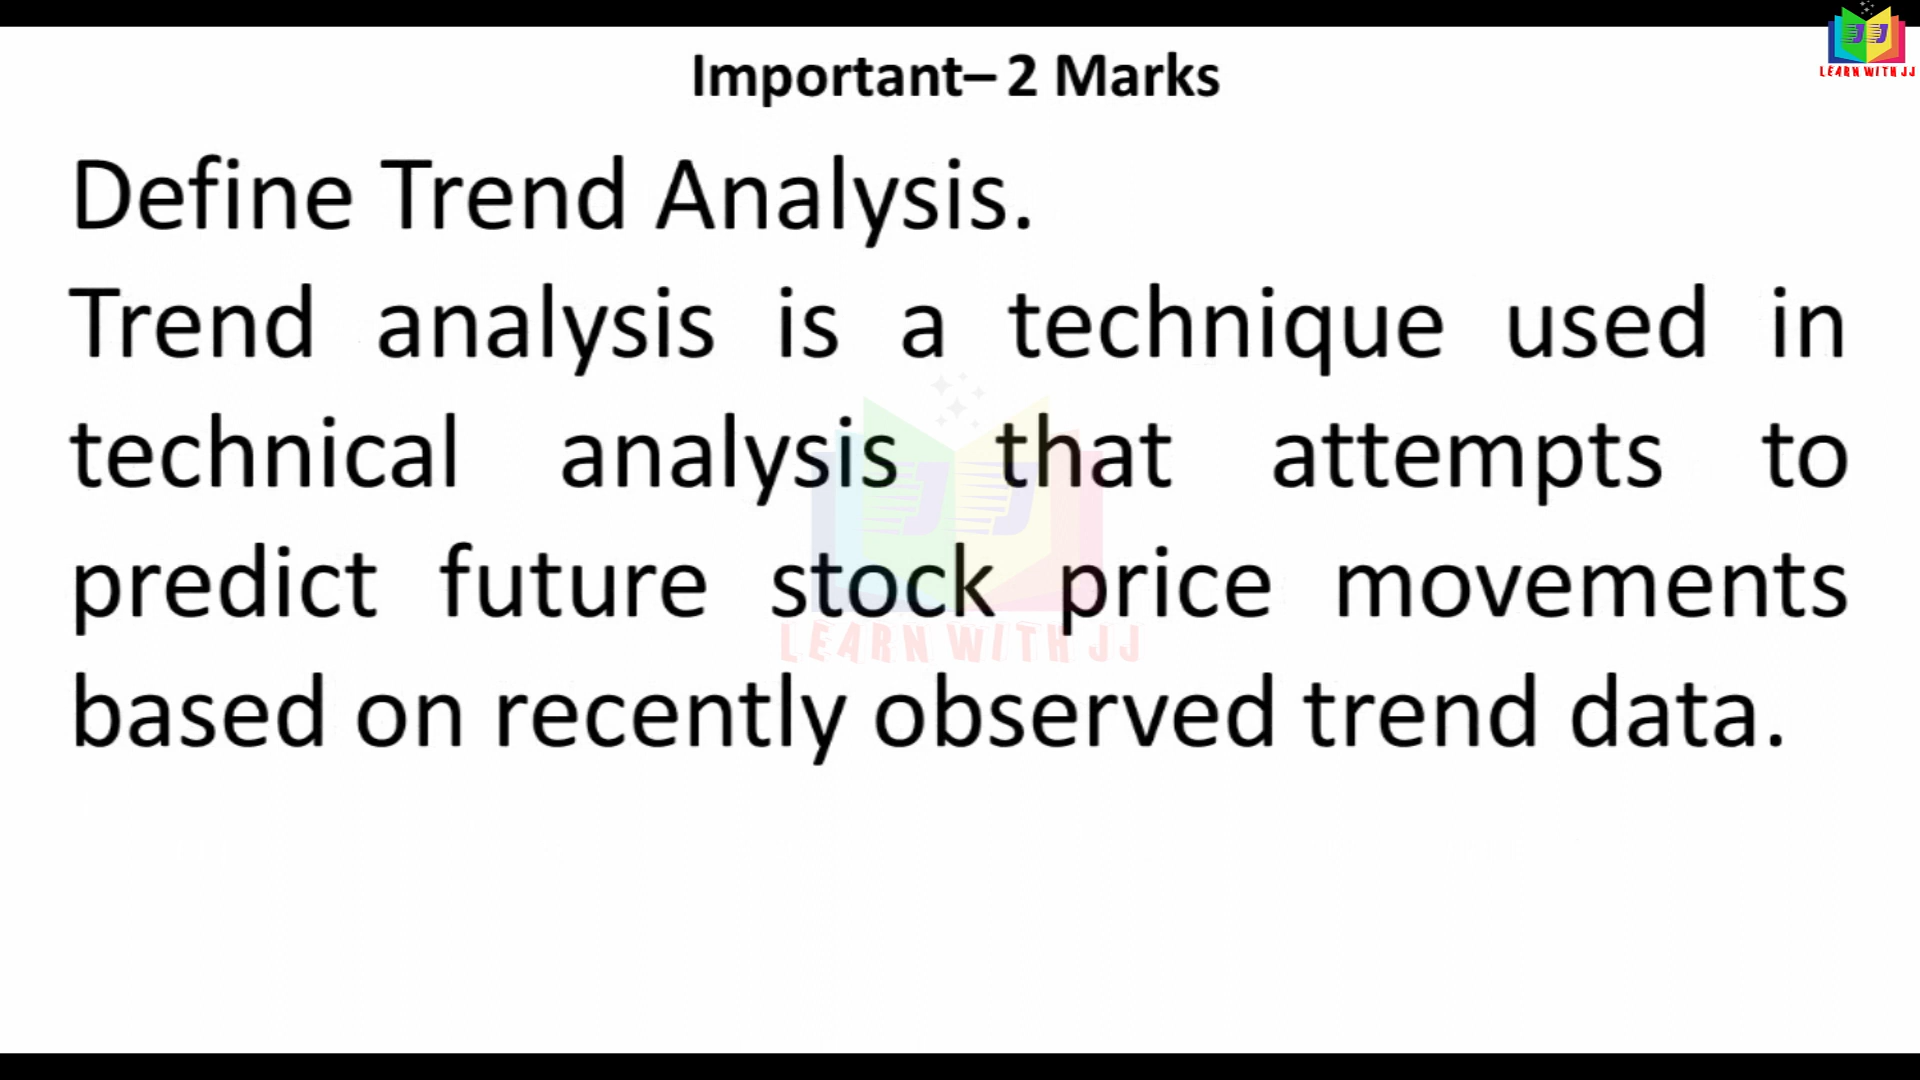 LEARN WITH JJ
Important– 2 Marks
Define Trend Analysis.
Trend analysis is a technique used in
technical analysis that attempts to
predict future stock price movements
LEARN WITH JJ
based on recently observed trend data.